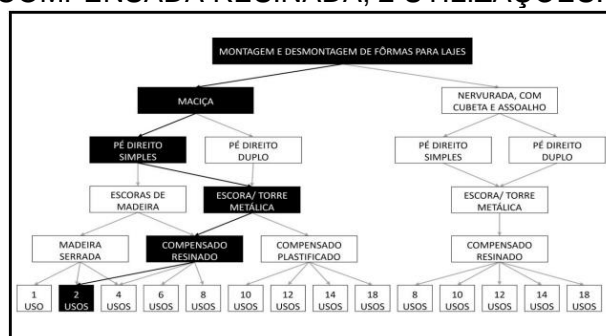 COMPENSADA RESINADA, 2 UTILIZAÇÕES.
MONTAGEM E DESMONTAGEM DE FÔRMAS PARA LAJES
MACIÇA
NERVURADA, COM
CUBETA E ASSOALHO
PÉ DIREITO
SIMPLES
PÉ DIREITO
DUPLO
PÉ DIREITO
SIMPLES
PÉ DIREITO
DUPLO
ESCORAS DE
MADEIRA
ESCORA/ TORRE
METÁLICA
ESCORA/ TORRE
METÁLICA
MADEIRA
SERRADA
COMPENSADO
RESINADO
COMPENSADO
PLASTIFICADO
COMPENSADO
RESINADO
1
USO
2
USOS
4
USOS
6
USOS
8
USOS
10
USOS
12
USOS
14
USOS
18
USOS
8
USOS
10
USOS
12
USOS
14
USOS
18
USOS